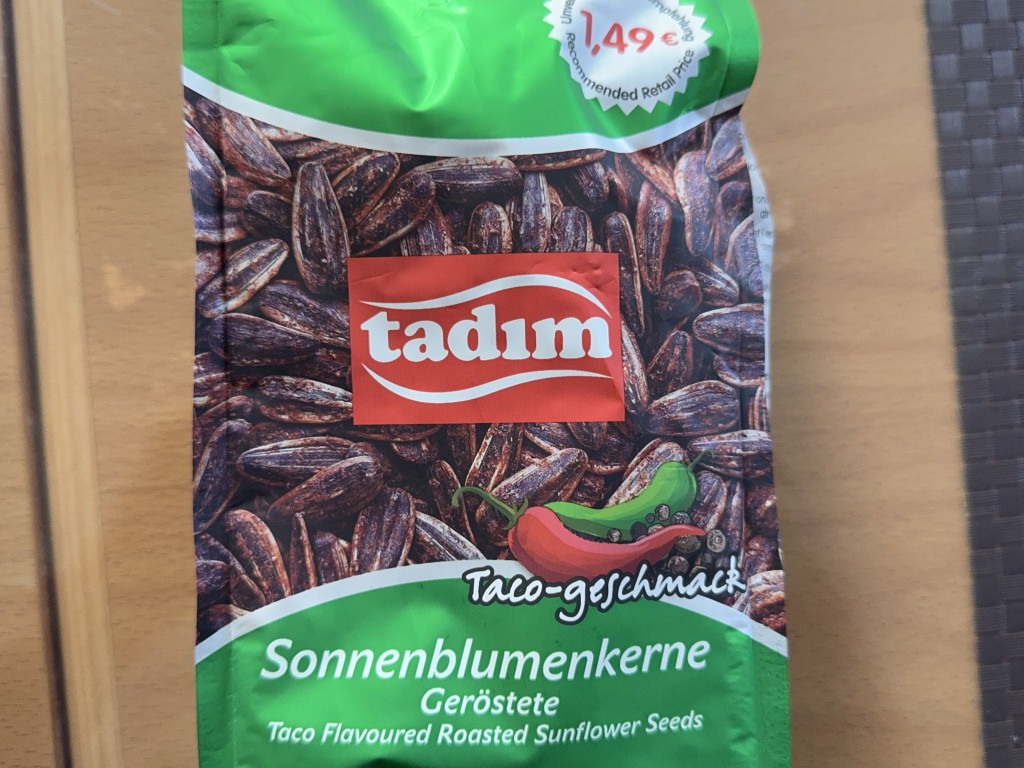 1,49 €
Recommended Retail Price
tadım
Taco-geschmack
Sonnenblumenkerne
Geröstete
Taco Flavoured Roasted Sunflower Seeds